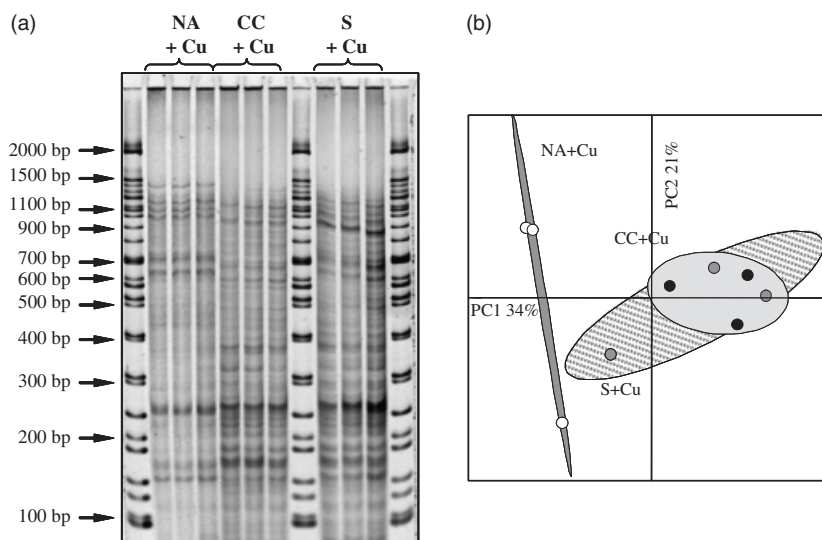 (a)
NA + Cu
CC + Cu
S + Cu
2000 bp
1500 bp
1100 bp
900 bp
700 bp
600 bp
500 bp
400 bp
300 bp
200 bp
100 bp
(b)
NA+Cu
PC2 21%
CC+Cu
PC1 34%
S+Cu